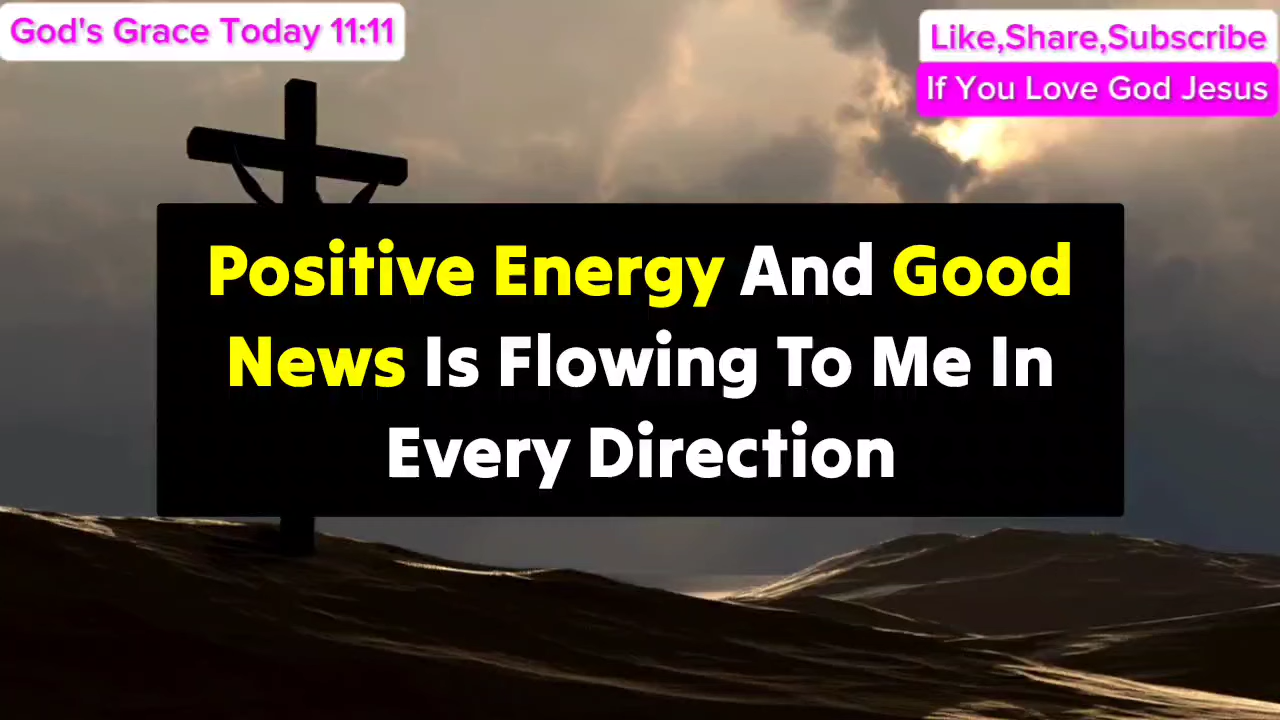 God's Grace Today 11:11
Like,Share,Subscribe
If You Love God Jesus
Positive Energy And Good
News Is Flowing To Me In
Every Direction